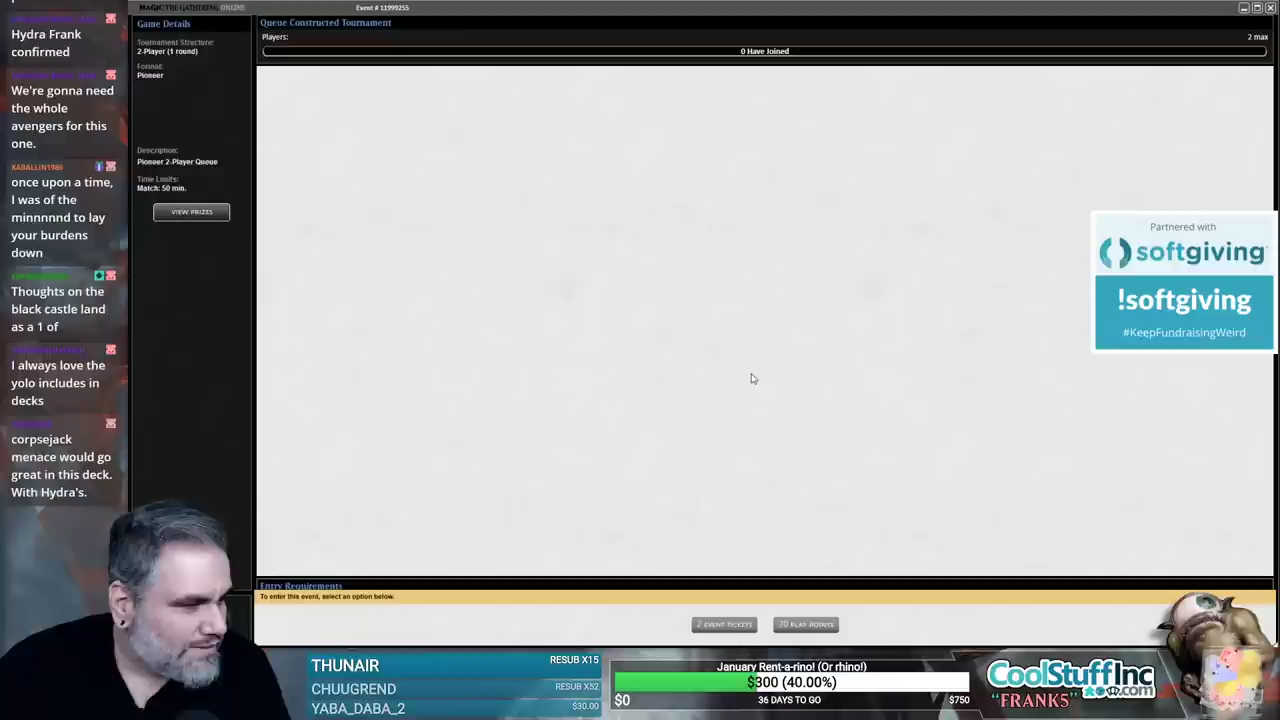 Hydra Frank
confirmed
We're gonna need
the whole
avengers for this
one.
KABALLIN1986
once upon a time,
I was of the
minnnnnd to lay
your burdens
down
Thoughts on the
black castle land
as a 1 of
I always love the
yolo includes in
decks
corpsejack
menace would go
great in this deck.
With Hydra's.
MAGIC THE GATHERING ONLINE
Event # 11999255
Game Details
Tournament Structure:
2-Player (1 round)
Format:
Pioneer
Description:
Pioneer 2-Player Queue
Time Limits:
Match: 50 min.
VIEW PRIZES
Queue Constructed Tournament
Players:
2 max
0 Have Joined
Partnered with
softgiving
!softgiving
#KeepFundraisingWeird
Entry Requirements
To enter this event, select an option below.
2 EVENT TICKETS
20 PLAY POINTS
THUNAIR
RESUB X15
CHUUGREND
RESUB X52
YABA_DABA_2
$30.00
January Rent-a-rino! (Or rhino!)
$300 (40.00%)
$0
36 DAYS TO GO
$750
CoolStuffInc
.com
"FRANK5"